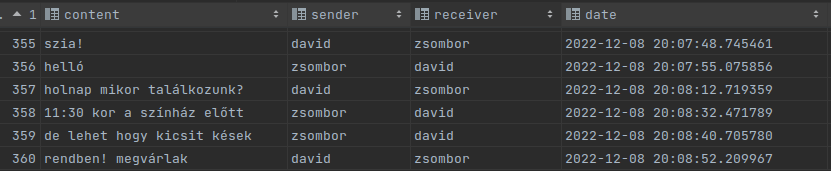 1 content sender receiver date
355 szia! david zsombor 2022-12-08 20:07:48.745461
356 helló zsombor david 2022-12-08 20:07:55.075856
357 holnap mikor találkozunk? david zsombor 2022-12-08 20:08:12.719359
358 11:30 kor a színház előtt zsombor david 2022-12-08 20:08:32.471789
359 de lehet hogy kicsit kések zsombor david 2022-12-08 20:08:40.705780
360 rendben! megvárlak david zsombor 2022-12-08 20:08:52.209967